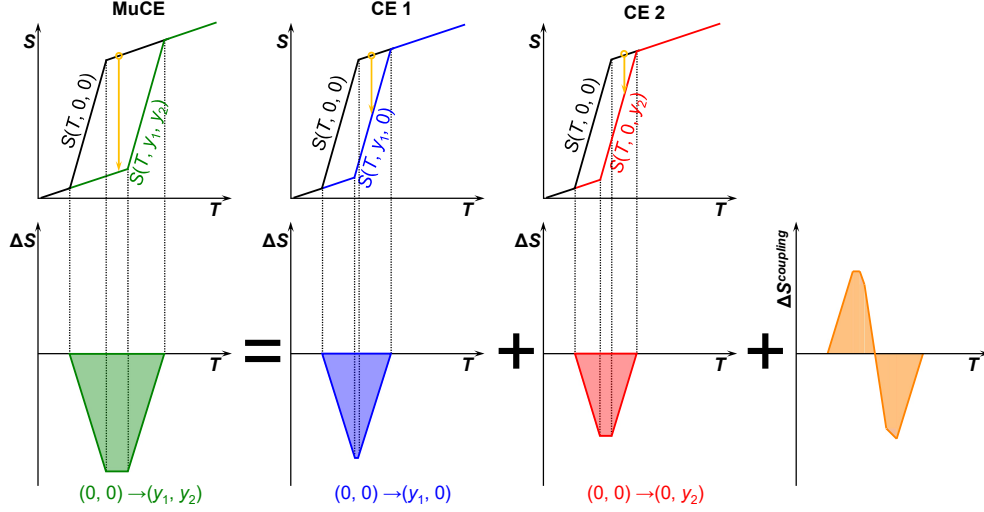 MuCE
CE 1
CE 2
S
S(T, 0, 0)
S(T, y₁, y₂)
T
S
S(T, 0, 0)
S(T, y₁, 0)
T
S
S(T, 0, 0)
S(T, 0, y₂)
T
ΔS
T
=
ΔS
T
+
ΔS
T
+
ΔS^coupling
T
(0, 0) →(y₁, y₂)
(0, 0) →(y₁, 0)
(0, 0) →(0, y₂)